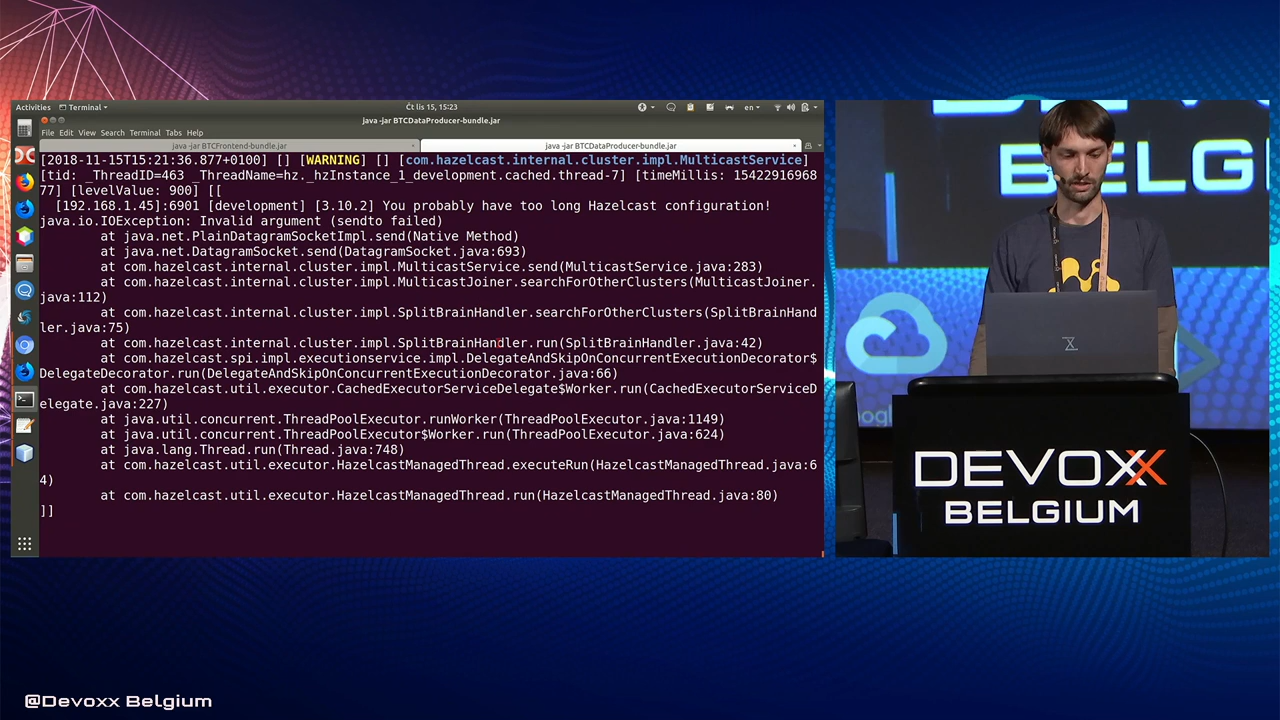 Activities Terminal Čt lis 15, 15:23 en
java -jar BTCDataProducer-bundle.jar
File Edit View Search Terminal Tabs Help
java -jar BTCFrontend-bundle.jar java -jar BTCDataProducer-bundle.jar
[2018-11-15T15:21:36.877+0100] [] [WARNING] [] [com.hazelcast.internal.cluster.impl.MulticastService]
[tid: _ThreadID=463 _ThreadName=hz._hzInstance_1_development.cached.thread-7] [timeMillis: 15422916968
77] [levelValue: 900] [[
[192.168.1.45]:6901 [development] [3.10.2] You probably have too long Hazelcast configuration!
java.io.IOException: Invalid argument (sendto failed)
at java.net.PlainDatagramSocketImpl.send(Native Method)
at java.net.DatagramSocket.send(DatagramSocket.java:693)
at com.hazelcast.internal.cluster.impl.MulticastService.send(MulticastService.java:283)
at com.hazelcast.internal.cluster.impl.MulticastJoiner.searchForOtherClusters(MulticastJoiner.
java:112)
at com.hazelcast.internal.cluster.impl.SplitBrainHandler.searchForOtherClusters(SplitBrainHand
ler.java:75)
at com.hazelcast.internal.cluster.impl.SplitBrainHandler.run(SplitBrainHandler.java:42)
at com.hazelcast.spi.impl.executionservice.impl.DelegateAndSkipOnConcurrentExecutionDecorator$
DelegateDecorator.run(DelegateAndSkipOnConcurrentExecutionDecorator.java:66)
at com.hazelcast.util.executor.CachedExecutorServiceDelegate$Worker.run(CachedExecutorServiceD
elegate.java:227)
at java.util.concurrent.ThreadPoolExecutor.runWorker(ThreadPoolExecutor.java:1149)
at java.util.concurrent.ThreadPoolExecutor$Worker.run(ThreadPoolExecutor.java:624)
at java.lang.Thread.run(Thread.java:748)
at com.hazelcast.util.executor.HazelcastManagedThread.executeRun(HazelcastManagedThread.java:6
4)
at com.hazelcast.util.executor.HazelcastManagedThread.run(HazelcastManagedThread.java:80)
]]
BELG
DEVOXX
BELGIUM
@Devoxx Belgium